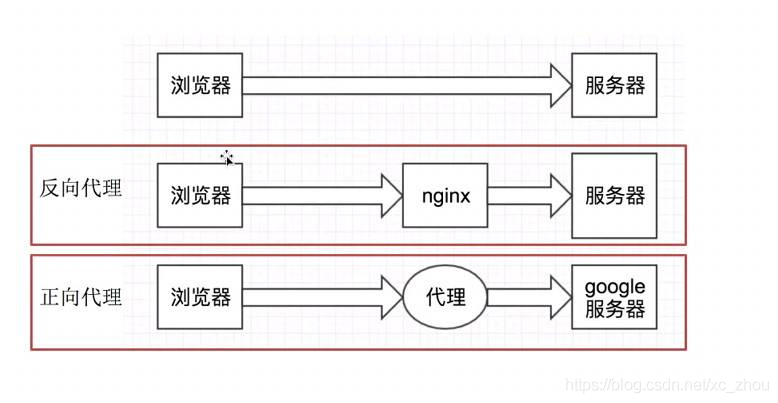 浏览器
服务器
反向代理
浏览器
nginx
服务器
正向代理
浏览器
代理
google
服务器
https://blog.csdn.net/xc_zhou